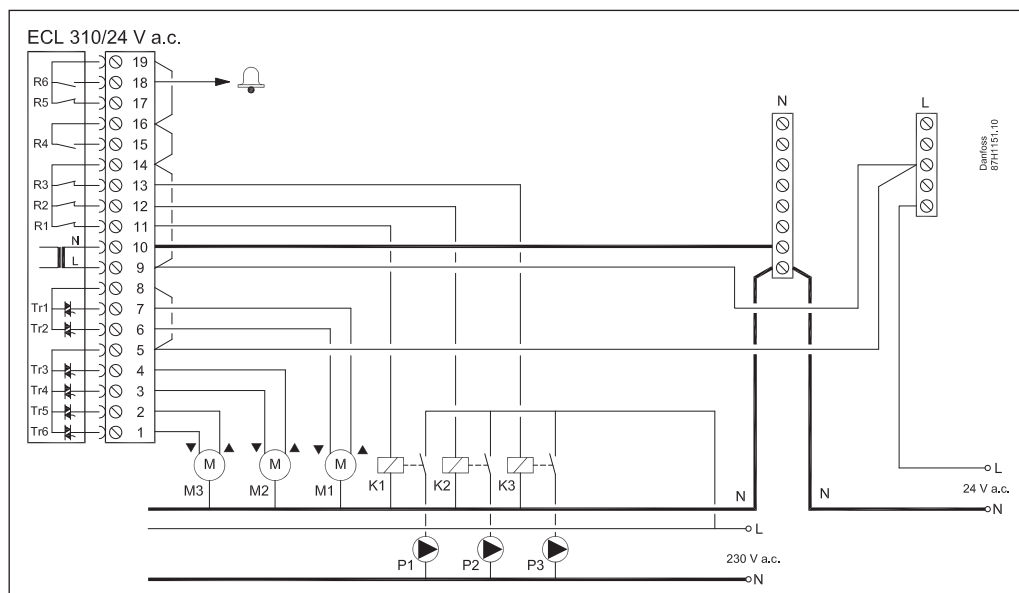 ECL 310/24 V a.c.
19
R6 18
R5 17
16
R4 15
14
R3 13
R2 12
R1 11
N 10
L 9
8
Tr1 7
Tr2 6
5
Tr3 4
Tr4 3
Tr5 2
Tr6 1
N
L
Danfoss
87H1151.10
M M M
M3 M2 M1 K1 K2 K3
N N
L
24 V a.c.
N
L
P1 P2 P3
230 V a.c.
N